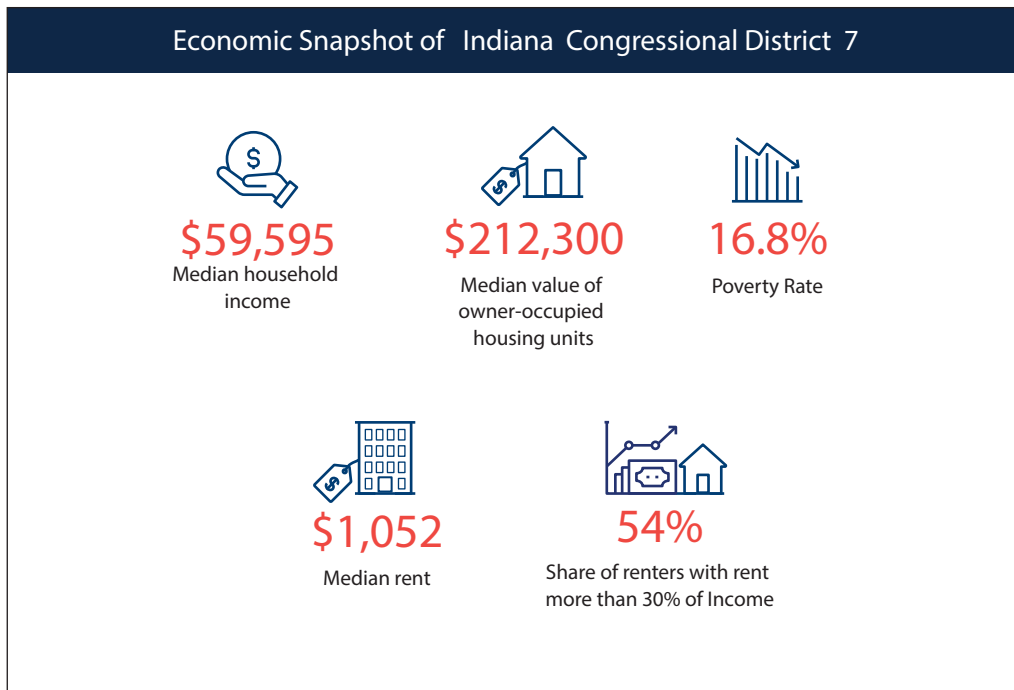 Economic Snapshot of Indiana Congressional District 7
$
$
$59,595
Median household
income
$212,300
Median value of
owner-occupied
housing units
16.8%
Poverty Rate
$
$1,052
Median rent
54%
Share of renters with rent
more than 30% of Income